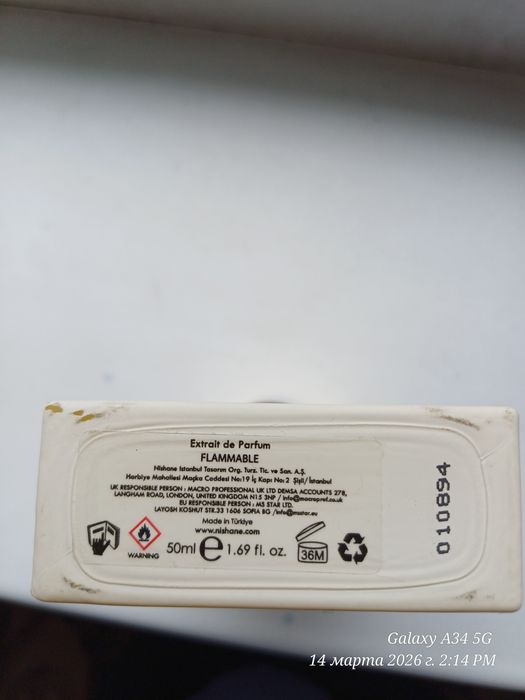 Extrait de Parfum
FLAMMABLE
Nishane Istanbul Tasarım Org. Turz. Tic. ve San. A.Ş.
Harbiye Mahallesi Maçka Caddesi No:19 İç Kapı No: 2 Şişli/İstanbul
UK RESPONSIBLE PERSON : MACRO PROFESSIONAL UK LTD DEMSA ACCOUNTS 278,
LANGHAM ROAD, LONDON, UNITED KINGDOM N15 3NP / info@macroprof.co.uk
EU RESPONSIBLE PERSON : MS STAR LTD.
LAYOSH KOSHUT STR.33 1606 SOFIA BG /info@msstar.eu
Made in Türkiye
www.nishane.com
WARNING
50ml e 1.69 fl. oz.
36M
010894
Galaxy A34 5G
14 марта 2026 г. 2:14 PM